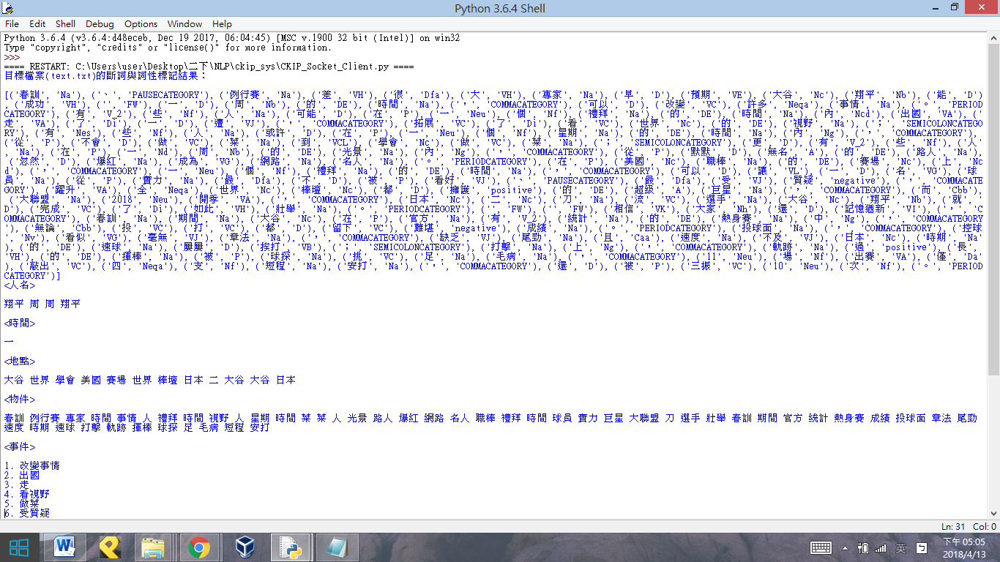 Python 3.6.4 Shell
File Edit Shell Debug Options Window Help
Python 3.6.4 (v3.6.4:d48eceb, Dec 19 2017, 06:04:45) [MSC v.1900 32 bit (Intel)] on win32
Type "copyright", "credits" or "license()" for more information.
>>>
==== RESTART: C:\Users\user\Desktop\二下\NLP\ckip_sys\CKIP_Socket_Client.py ====
目標檔案(text.txt)的斷詞與詞性標記結果：
[('春訓', 'Na'), ('、', 'PAUSECATEGORY'), ('例行賽', 'Na'), ('差', 'VH'), ('很', 'Dfa'), ('大', 'VH'), ('專家', 'Na'), ('早', 'D'), ('預期', 'VE'), ('大谷', 'Nc'), ('翔平', 'Nb'), ('能', 'D')
, ('成功', 'VH'), ('', 'FW'), ('一', 'D'), ('周', 'Nb'), ('的', 'DE'), ('時間', 'Na'), ('，', 'COMMACATEGORY'), ('可以', 'D'), ('改變', 'VC'), ('許多', 'Neqa'), ('事情', 'Na'), ('。', 'PERIOD
CATEGORY'), ('有', 'V_2'), ('些', 'Nf'), ('人', 'Na'), ('可能', 'D'), ('在', 'P'), ('一', 'Neu'), ('個', 'Nf'), ('禮拜', 'Na'), ('的', 'DE'), ('時間', 'Na'), ('內', 'Ncd'), ('出國', 'VA'), ('
走', 'VA'), ('了', 'Di'), ('一', 'D'), ('遭', 'VJ'), ('，', 'COMMACATEGORY'), ('拓展', 'VC'), ('了', 'Di'), ('看', 'VC'), ('世界', 'Nc'), ('的', 'DE'), ('視野', 'Na'), ('；', 'SEMICOLONCATEGO
RY'), ('有', 'Nes'), ('些', 'Nf'), ('人', 'Na'), ('或許', 'D'), ('在', 'P'), ('一', 'Neu'), ('個', 'Nf'), ('星期', 'Na'), ('的', 'DE'), ('時間', 'Na'), ('內', 'Ng'), ('，', 'COMMACATEGORY'),
('從', 'P'), ('不會', 'D'), ('做', 'VC'), ('菜', 'Na'), ('到', 'VCL'), ('學會', 'Nc'), ('做', 'VC'), ('菜', 'Na'), ('；', 'SEMICOLONCATEGORY'), ('更', 'D'), ('有', 'V_2'), ('些', 'Nf'), ('人
', 'Na'), ('在', 'P'), ('一', 'Nd'), ('周', 'Nb'), ('的', 'DE'), ('光景', 'Na'), ('內', 'Ng'), ('，', 'COMMACATEGORY'), ('從', 'P'), ('默默', 'D'), ('無名', 'A'), ('的', 'DE'), ('路人', 'Na')
, ('忽然', 'D'), ('爆紅', 'Na'), ('成為', 'VG'), ('網路', 'Na'), ('名人', 'Na'), ('。', 'PERIODCATEGORY'), ('在', 'P'), ('美國', 'Nc'), ('職棒', 'Na'), ('的', 'DE'), ('賽場', 'Nc'), ('上', 'Nc
d'), ('，', 'COMMACATEGORY'), ('一', 'Neu'), ('個', 'Nf'), ('禮拜', 'Na'), ('的', 'DE'), ('時間', 'Na'), ('，', 'COMMACATEGORY'), ('可以', 'D'), ('讓', 'VL'), ('一', 'D'), ('名', 'VG'), ('球
員', 'Na'), ('從', 'P'), ('實力', 'Na'), ('最', 'Dfa'), ('不', 'D'), ('被', 'P'), ('看好', 'VJ'), ('、', 'PAUSECATEGORY'), ('最', 'Dfa'), ('受', 'VJ'), ('質疑', 'negative'), ('，', 'COMMACATE
GORY'), ('曜升', 'VA'), ('全', 'Neqa'), ('世界', 'Nc'), ('棒壇', 'Nc'), ('都', 'D'), ('擁護', 'positive'), ('的', 'DE'), ('超級', 'A'), ('巨星', 'Na'), ('，', 'COMMACATEGORY'), ('而', 'Cbb'),
('大聯盟', 'Na'), ('2018', 'Neu'), ('開季', 'VA'), ('，', 'COMMACATEGORY'), ('日本', 'Nc'), ('二', 'Nc'), ('刀', 'Na'), ('流', 'VC'), ('選手', 'Na'), ('大谷', 'Nc'), ('翔平', 'Nb'), ('就', '
D'), ('完成', 'VC'), ('了', 'Di'), ('如此', 'VH'), ('壯舉', 'Na'), ('。', 'PERIODCATEGORY'), ('', 'FW'), ('', 'FW'), ('相信', 'VK'), ('大家', 'Nh'), ('還', 'D'), ('記憶猶新', 'VI'), ('，', 'C
OMMACATEGORY'), ('春訓', 'Na'), ('期間', 'Na'), ('大谷', 'Nc'), ('在', 'P'), ('官方', 'Na'), ('有', 'V_2'), ('統計', 'Na'), ('的', 'DE'), ('熱身賽', 'Na'), ('中', 'Ng'), ('，', 'COMMACATEGORY')
, ('無論', 'Cbb'), ('投', 'VC'), ('打', 'VC'), ('都', 'D'), ('留下', 'VC'), ('難堪', 'negative'), ('成績', 'Na'), ('。', 'PERIODCATEGORY'), ('投球面', 'Na'), ('，', 'COMMACATEGORY'), ('控球
', 'Nv'), ('看似', 'VG'), ('毫無', 'VJ'), ('章法', 'Na'), ('，', 'COMMACATEGORY'), ('缺乏', 'VJ'), ('尾勁', 'Na'), ('且', 'Caa'), ('速度', 'Na'), ('不及', 'VJ'), ('日本', 'Nc'), ('時期', 'Na')
, ('的', 'DE'), ('速球', 'Na'), ('屢屢', 'D'), ('挨打', 'VB'), ('；', 'SEMICOLONCATEGORY'), ('打擊', 'Na'), ('上', 'Ng'), ('，', 'COMMACATEGORY'), ('軌跡', 'Na'), ('過', 'positive'), ('長',
'VH'), ('的', 'DE'), ('揮棒', 'Na'), ('被', 'P'), ('球探', 'Na'), ('挑', 'VC'), ('足', 'Na'), ('毛病', 'Na'), ('，', 'COMMACATEGORY'), ('11', 'Neu'), ('場', 'Nf'), ('出賽', 'VA'), ('僅', 'Da')
, ('敲出', 'VC'), ('四', 'Neqa'), ('支', 'Nf'), ('短程', 'Na'), ('安打', 'Na'), ('，', 'COMMACATEGORY'), ('還', 'D'), ('被', 'P'), ('三振', 'VC'), ('10', 'Neu'), ('次', 'Nf'), ('。', 'PERIOD
CATEGORY')]
<人名>
翔平 周 周 翔平
<時間>
一
<地點>
大谷 世界 學會 美國 賽場 世界 棒壇 日本 二 大谷 大谷 日本
<物件>
春訓 例行賽 專家 時間 事情 人 禮拜 時間 視野 人 星期 時間 菜 菜 人 光景 路人 爆紅 網路 名人 職棒 禮拜 時間 球員 實力 巨星 大聯盟 刀 選手 壯舉 春訓 期間 官方 統計 熱身賽 成績 投球面 章法 尾勁
速度 時期 速球 打擊 軌跡 揮棒 球探 足 毛病 短程 安打
<事件>
1. 改變事情
2. 出國
3. 走
4. 看視野
5. 做菜
6. 受質疑
Ln: 31 Col: 0
英
下午 05:05
2018/4/13